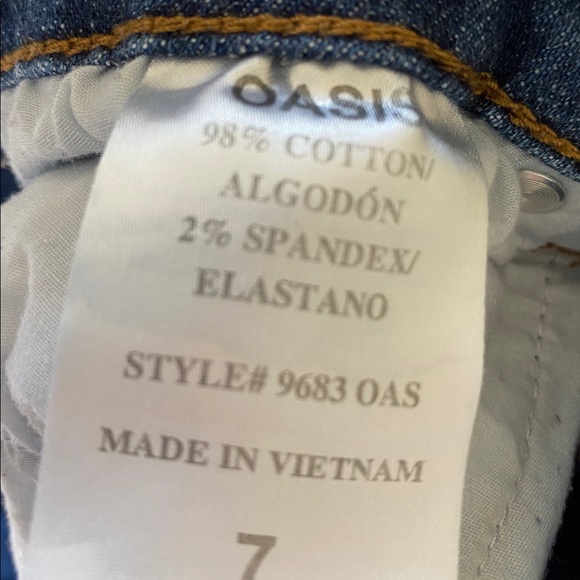 OASIS
98% COTTON/
ALGODÓN
2% SPANDEX/
ELASTANO
STYLE# 9683 OAS
MADE IN VIETNAM
7